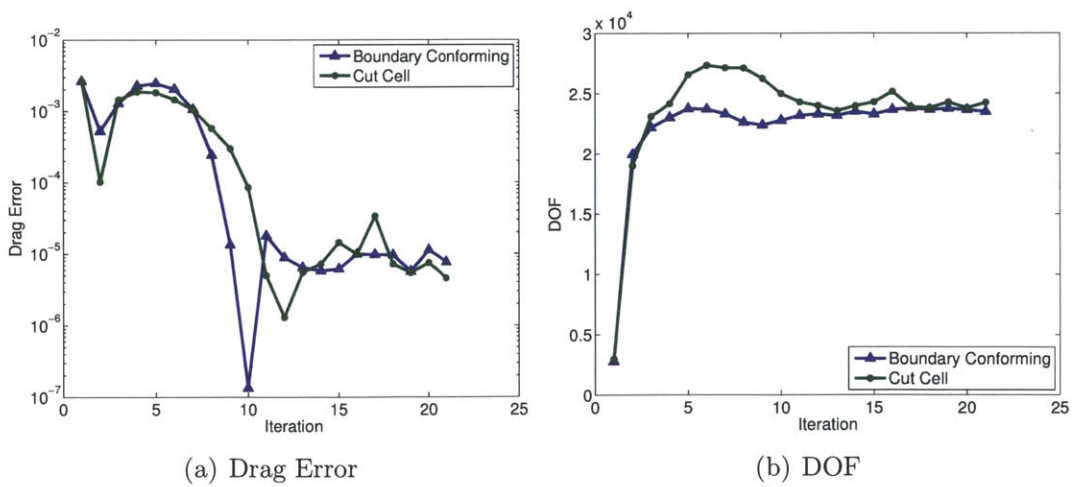 10^-2
10^-3
10^-4
10^-5
10^-6
10^-7
Drag Error
0 5 10 15 20 25
Iteration
Boundary Conforming
Cut Cell
(a) Drag Error
3 x 10^4
2.5
2
1.5
1
0.5
0
DOF
0 5 10 15 20 25
Iteration
Boundary Conforming
Cut Cell
(b) DOF